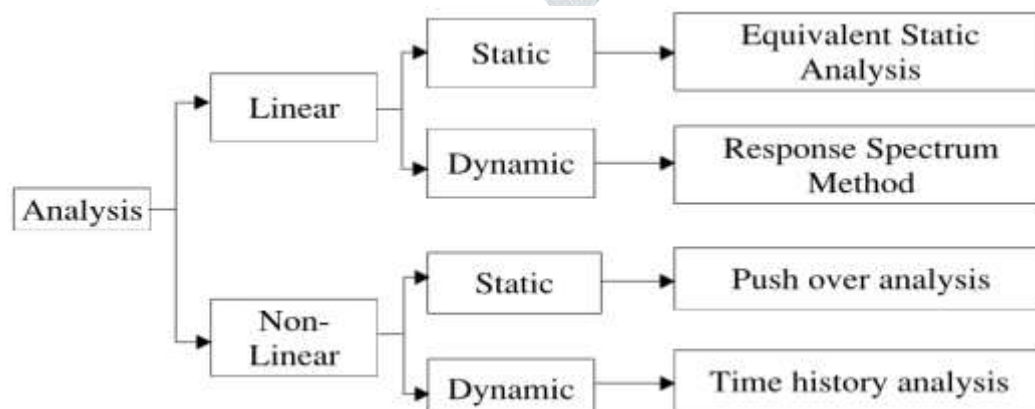 Analysis
Linear
Static
Equivalent Static
Analysis
Dynamic
Response Spectrum
Method
Non-
Linear
Static
Push over analysis
Dynamic
Time history analysis